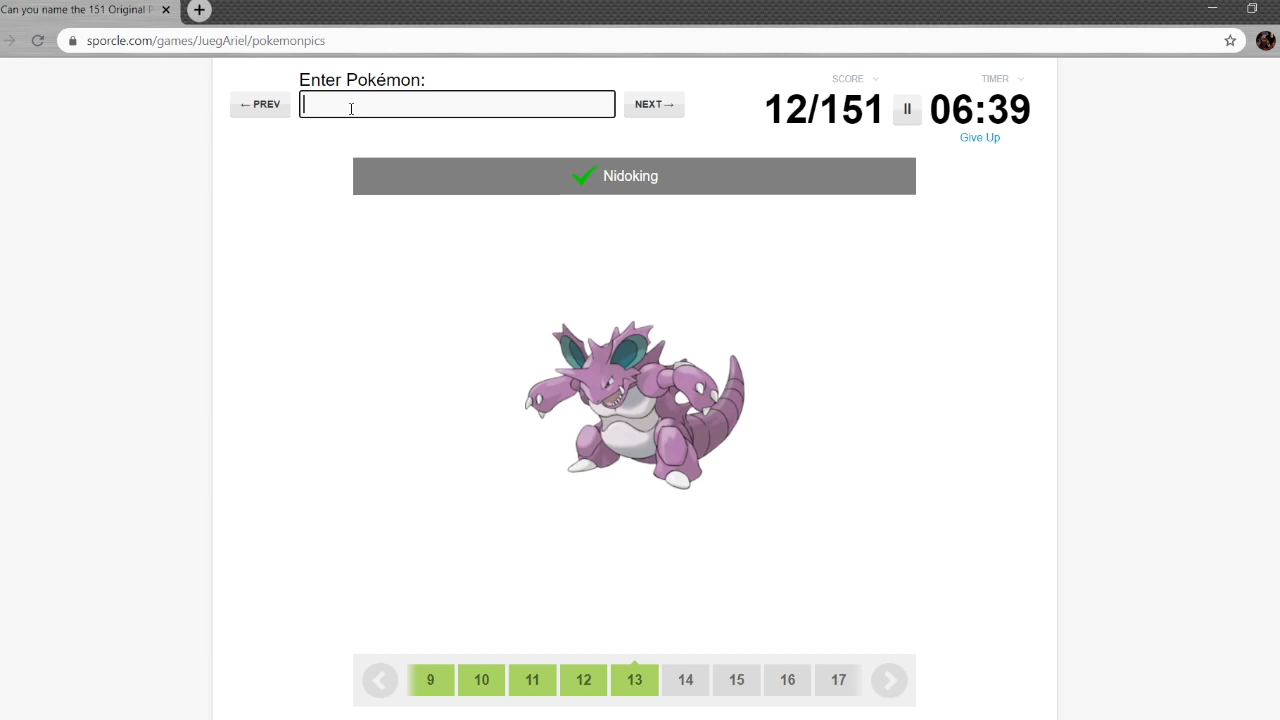 Can you name the 151 Original P
sporcle.com/games/JuegAriel/pokemonpics
Enter Pokémon:
← PREV
NEXT →
SCORE
12/151
TIMER
06:39
Give Up
Nidoking
9 10 11 12 13 14 15 16 17